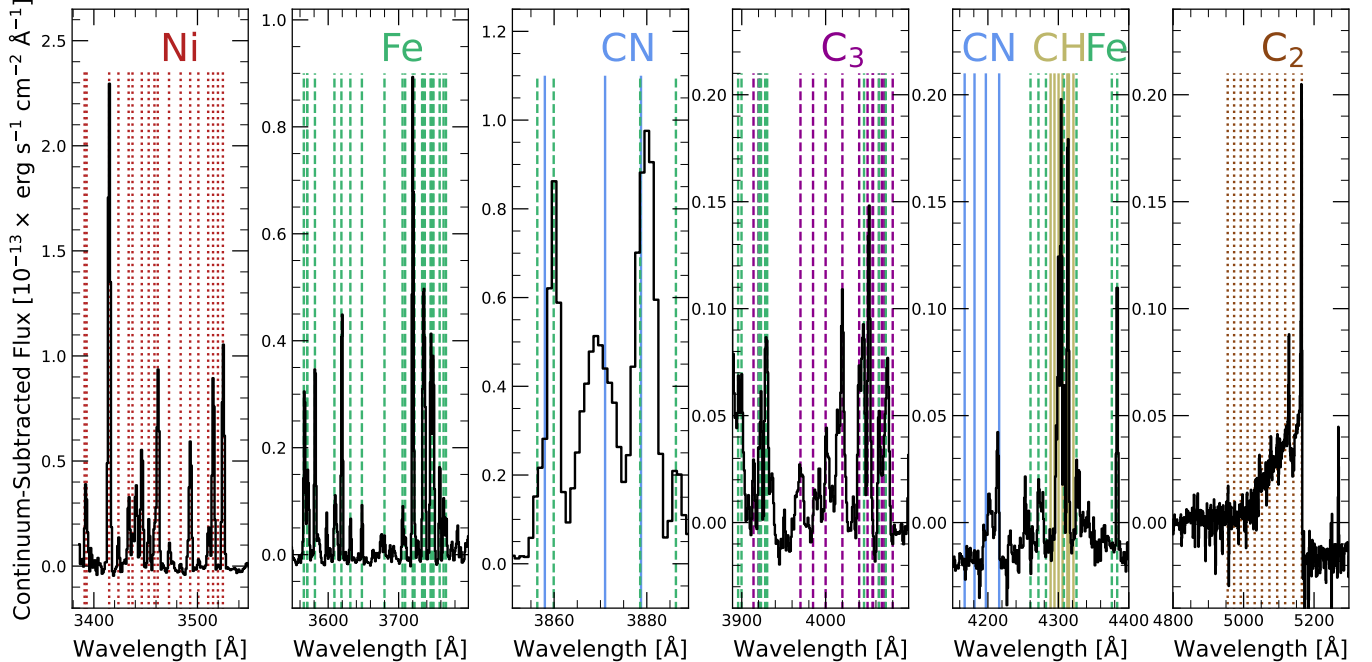 Continuum-Subtracted Flux [10⁻¹³ × erg s⁻¹ cm⁻² Å⁻¹]
Ni
2.5
2.0
1.5
1.0
0.5
0.0
3400 3500
Wavelength [Å]
Fe
1.0
0.8
0.6
0.4
0.2
0.0
3600 3700
Wavelength [Å]
CN
1.2
1.0
0.8
0.6
0.4
0.2
0.0
3860 3880
Wavelength [Å]
C₃
0.20
0.15
0.10
0.05
0.00
3900 4000
Wavelength [Å]
CN CH Fe
0.20
0.15
0.10
0.05
0.00
4200 4300 4400
Wavelength [Å]
C₂
0.20
0.15
0.10
0.05
0.00
4800 5000 5200
Wavelength [Å]